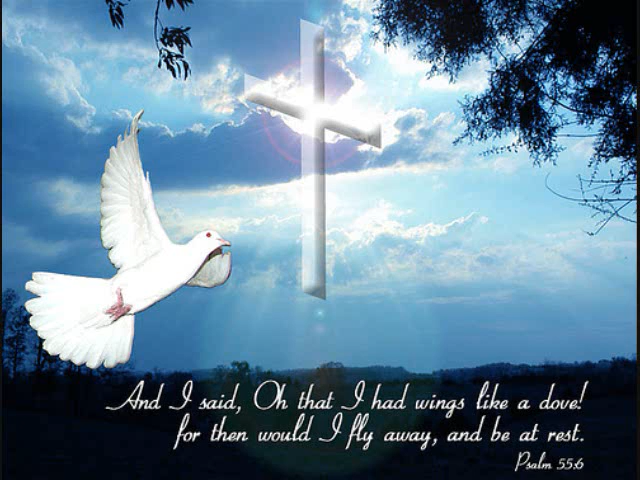 And I said, Oh that I had wings like a dove!
for then would I fly away, and be at rest.
Psalm 55:6